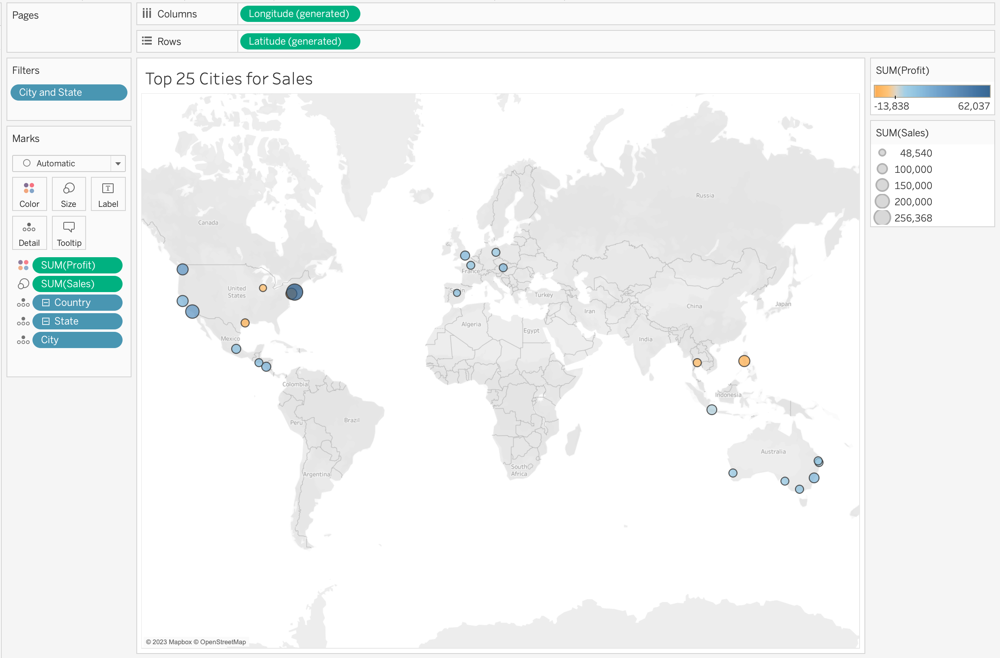 Pages
Columns
Longitude (generated)
Rows
Latitude (generated)
Filters
City and State
Marks
Automatic
Color
Size
T
Label
Detail
Tooltip
SUM(Profit)
SUM(Sales)
Country
State
City
Top 25 Cities for Sales
Russia
Canada
France
United
States
Spain
Turkey
China
Japan
Iran
Algeria
Egypt
Mexico
India
Colombia
Indonesia
Peru
Brazil
Australia
South
Africa
Argentina
© 2023 Mapbox © OpenStreetMap
SUM(Profit)
-13,838
62,037
SUM(Sales)
48,540
100,000
150,000
200,000
256,368